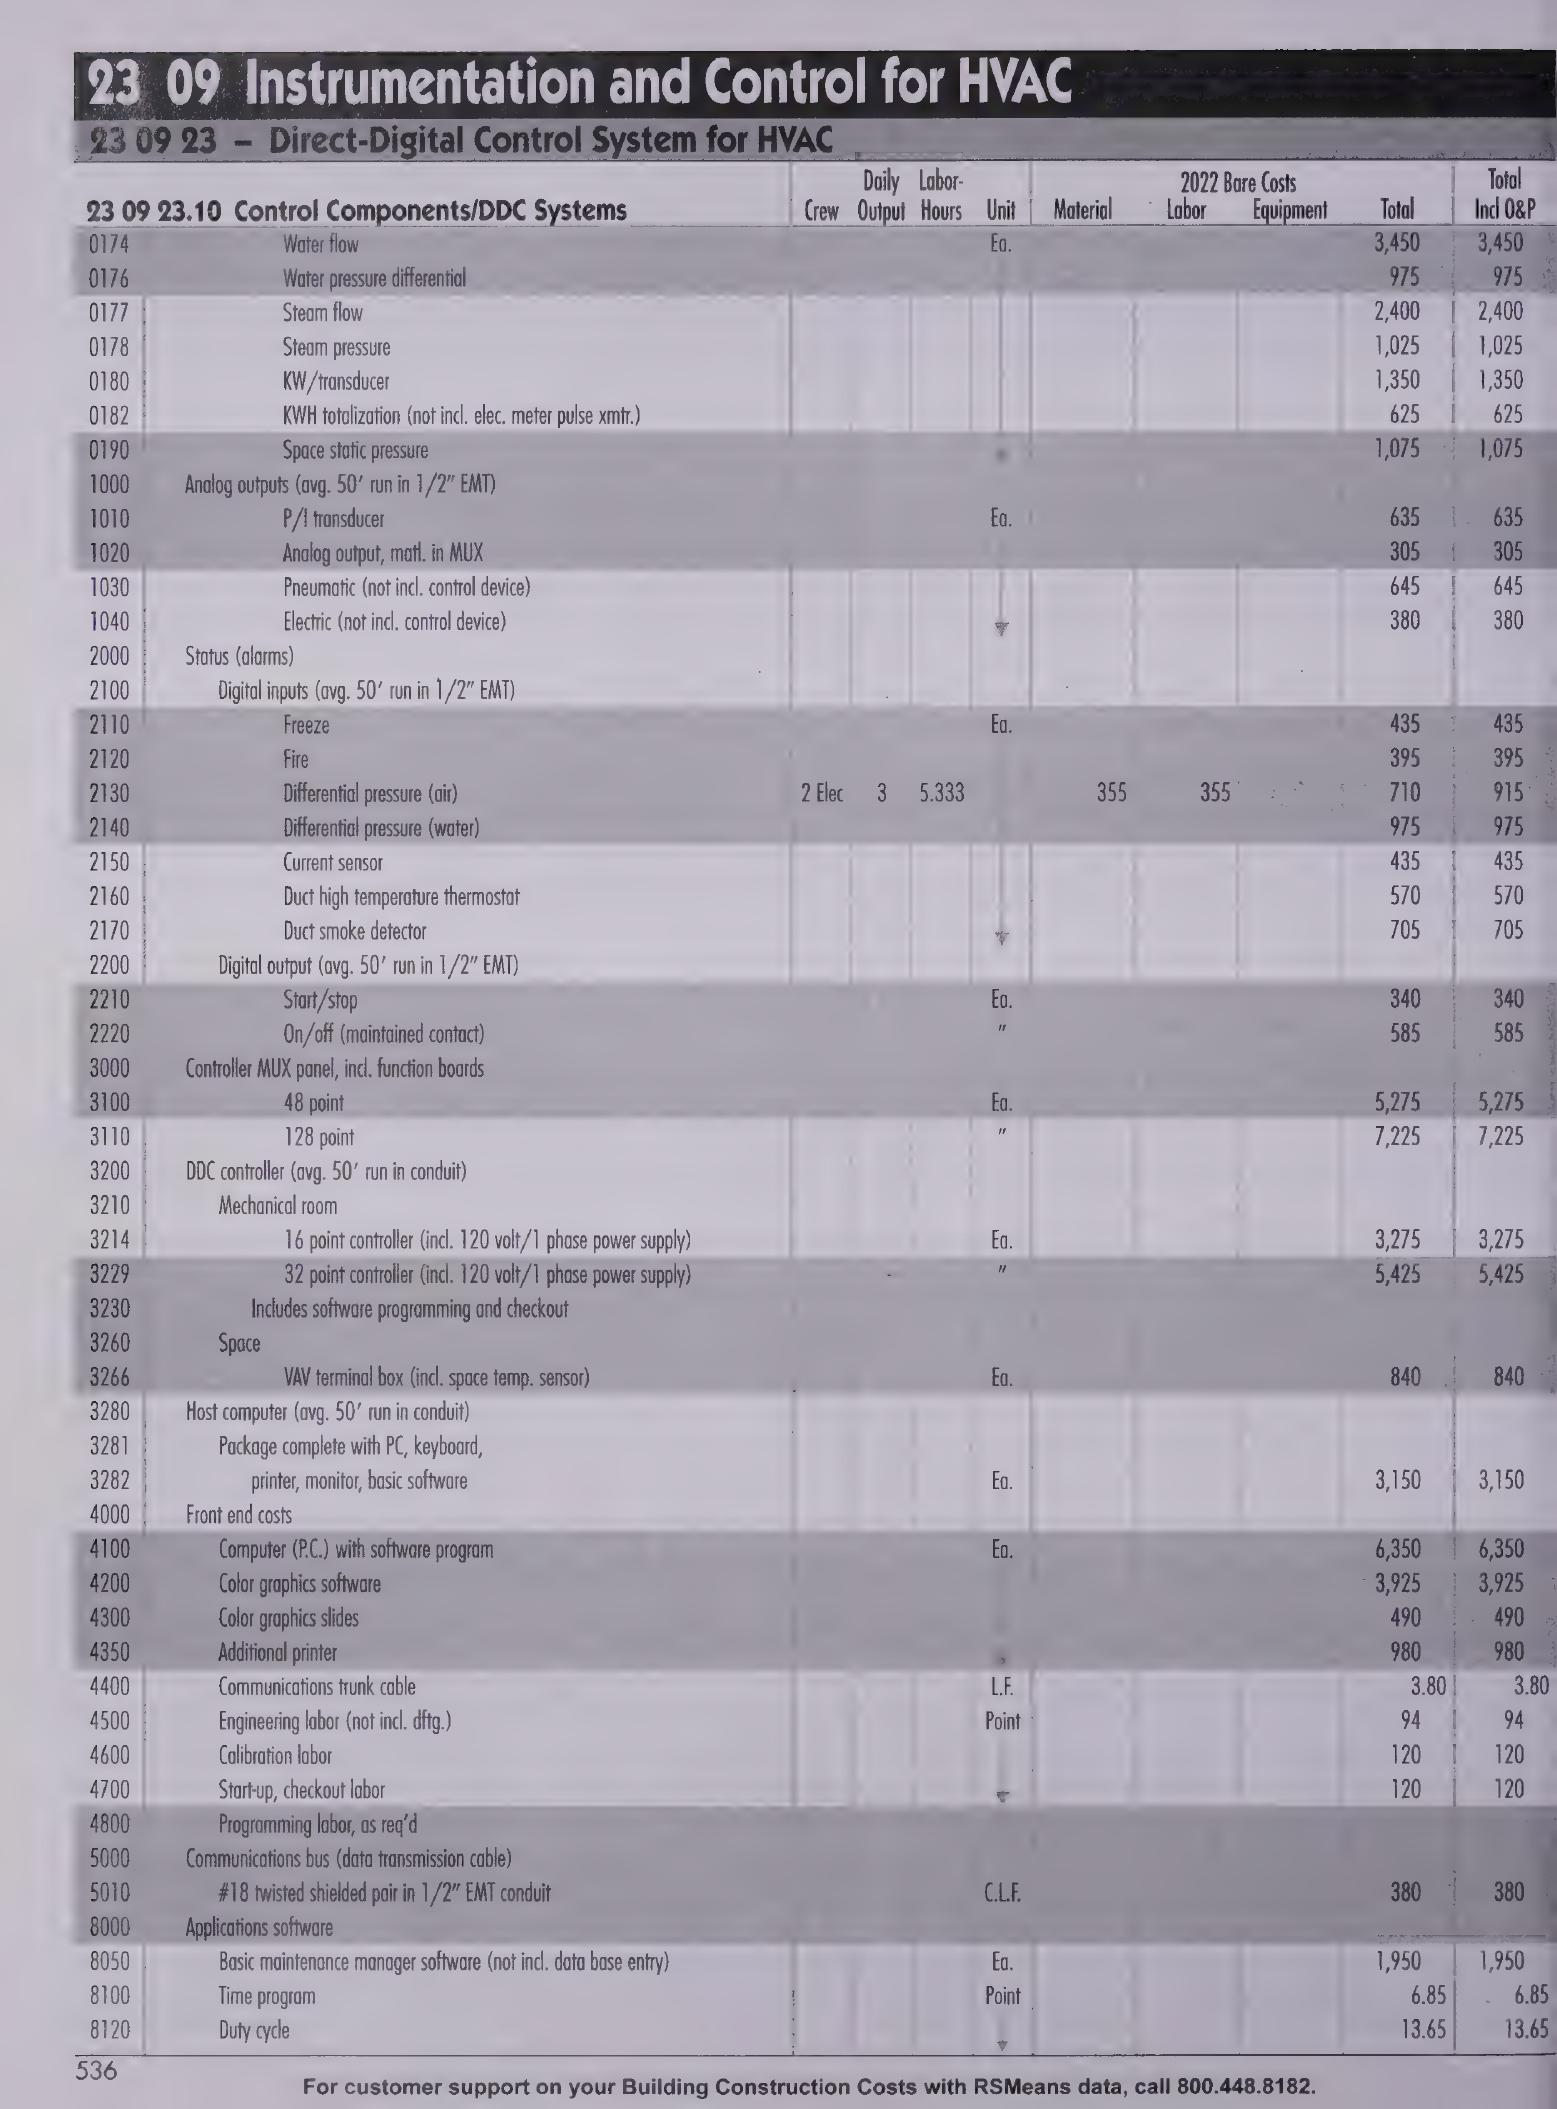 23 09 Instrumentation and Control for HVAC
23 09 23 – Direct-Digital Control System for HVAC
Daily Labor- 2022 Bare Costs Total
23 09 23.10 Control Components/DDC Systems Crew Output Hours Unit Material Labor Equipment Total Incl O&P
0174 Water flow Ea. 3,450 3,450
0176 Water pressure differential 975 975
0177 Steam flow 2,400 2,400
0178 Steam pressure 1,025 1,025
0180 KW/transducer 1,350 1,350
0182 KWH totalization (not incl. elec. meter pulse xmtr.) 625 625
0190 Space static pressure 1,075 1,075
1000 Analog outputs (avg. 50′ run in 1/2″ EMT)
1010 P/I transducer Ea. 635 635
1020 Analog output, matl. in MUX 305 305
1030 Pneumatic (not incl. control device) 645 645
1040 Electric (not incl. control device) 380 380
2000 Status (alarms)
2100 Digital inputs (avg. 50′ run in 1/2″ EMT)
2110 Freeze Ea. 435 435
2120 Fire 395 395
2130 Differential pressure (air) 2 Elec 3 5.333 355 355 710 915
2140 Differential pressure (water) 975 975
2150 Current sensor 435 435
2160 Duct high temperature thermostat 570 570
2170 Duct smoke detector 705 705
2200 Digital output (avg. 50′ run in 1/2″ EMT)
2210 Start/stop Ea. 340 340
2220 On/off (maintained contact) ″ 585 585
3000 Controller MUX panel, incl. function boards
3100 48 point Ea. 5,275 5,275
3110 128 point ″ 7,225 7,225
3200 DDC controller (avg. 50′ run in conduit)
3210 Mechanical room
3214 16 point controller (incl. 120 volt/1 phase power supply) Ea. 3,275 3,275
3229 32 point controller (incl. 120 volt/1 phase power supply) ″ 5,425 5,425
3230 Includes software programming and checkout
3260 Space
3266 VAV terminal box (incl. space temp. sensor) Ea. 840 840
3280 Host computer (avg. 50′ run in conduit)
3281 Package complete with PC, keyboard,
3282 printer, monitor, basic software Ea. 3,150 3,150
4000 Front end costs
4100 Computer (P.C.) with software program Ea. 6,350 6,350
4200 Color graphics software 3,925 3,925
4300 Color graphics slides 490 490
4350 Additional printer 980 980
4400 Communications trunk cable L.F. 3.80 3.80
4500 Engineering labor (not incl. dftg.) Point 94 94
4600 Calibration labor 120 120
4700 Start-up, checkout labor 120 120
4800 Programming labor, as req'd
5000 Communications bus (data transmission cable)
5010 #18 twisted shielded pair in 1/2″ EMT conduit C.L.F. 380 380
8000 Applications software
8050 Basic maintenance manager software (not incl. data base entry) Ea. 1,950 1,950
8100 Time program Point 6.85 6.85
8120 Duty cycle 13.65 13.65
536
For customer support on your Building Construction Costs with RSMeans data, call 800.448.8182.